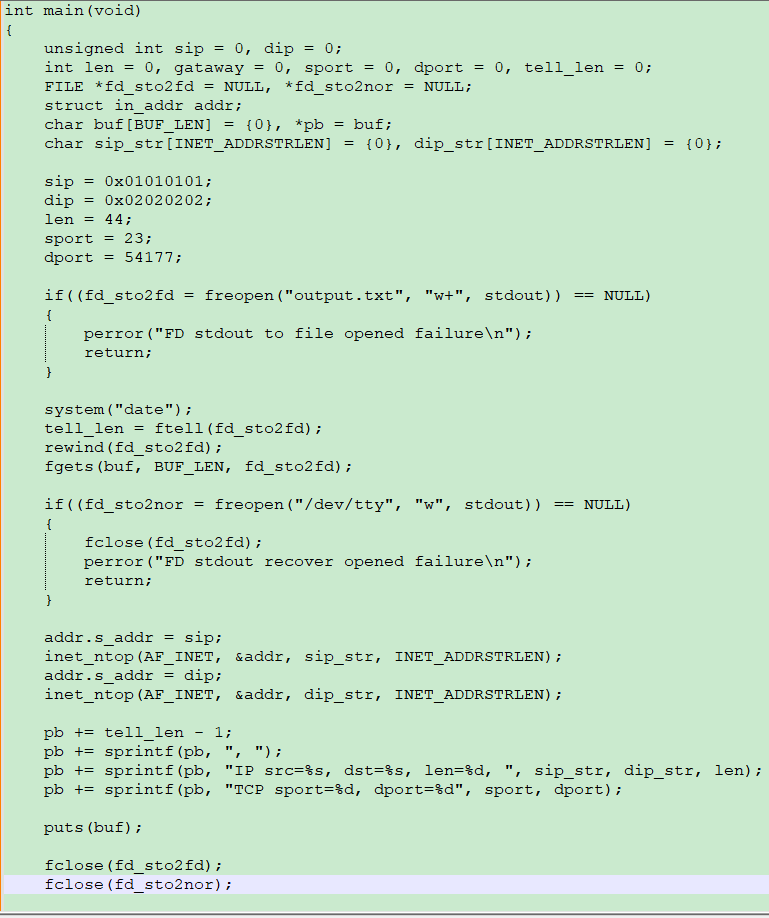 int main(void)
{
    unsigned int sip = 0, dip = 0;
    int len = 0, gataway = 0, sport = 0, dport = 0, tell_len = 0;
    FILE *fd_sto2fd = NULL, *fd_sto2nor = NULL;
    struct in_addr addr;
    char buf[BUF_LEN] = {0}, *pb = buf;
    char sip_str[INET_ADDRSTRLEN] = {0}, dip_str[INET_ADDRSTRLEN] = {0};

    sip = 0x01010101;
    dip = 0x02020202;
    len = 44;
    sport = 23;
    dport = 54177;

    if((fd_sto2fd = freopen("output.txt", "w+", stdout)) == NULL)
    {
        perror("FD stdout to file opened failure\n");
        return;
    }

    system("date");
    tell_len = ftell(fd_sto2fd);
    rewind(fd_sto2fd);
    fgets(buf, BUF_LEN, fd_sto2fd);

    if((fd_sto2nor = freopen("/dev/tty", "w", stdout)) == NULL)
    {
        fclose(fd_sto2fd);
        perror("FD stdout recover opened failure\n");
        return;
    }

    addr.s_addr = sip;
    inet_ntop(AF_INET, &addr, sip_str, INET_ADDRSTRLEN);
    addr.s_addr = dip;
    inet_ntop(AF_INET, &addr, dip_str, INET_ADDRSTRLEN);

    pb += tell_len - 1;
    pb += sprintf(pb, ", ");
    pb += sprintf(pb, "IP src=%s, dst=%s, len=%d, ", sip_str, dip_str, len);
    pb += sprintf(pb, "TCP sport=%d, dport=%d", sport, dport);

    puts(buf);

    fclose(fd_sto2fd);
    fclose(fd_sto2nor);